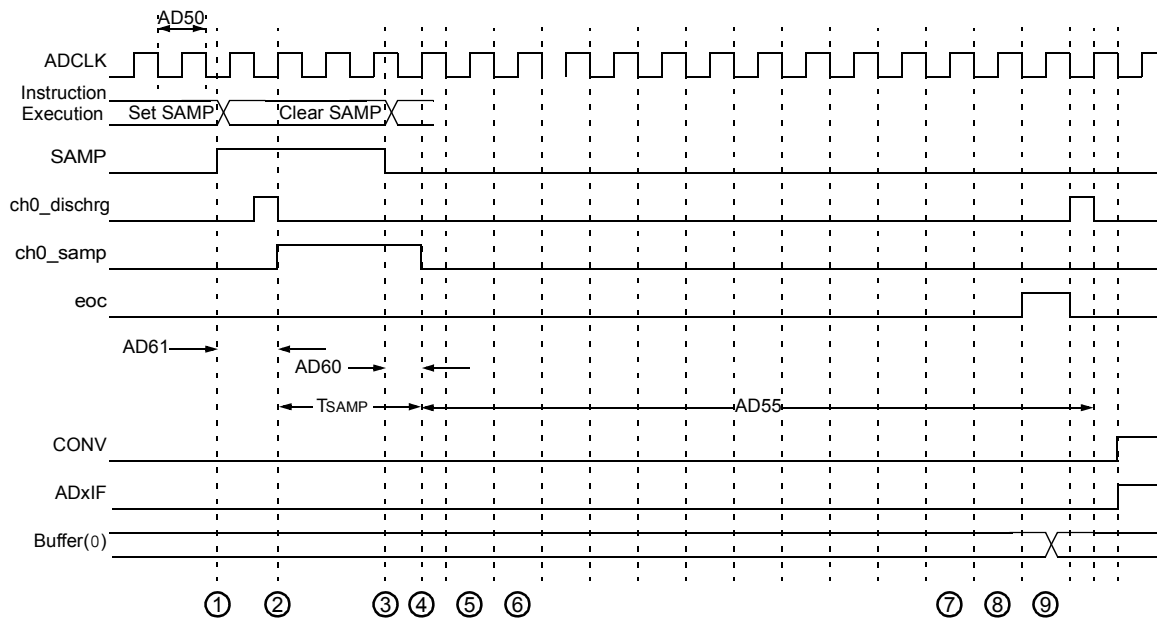 AD50
ADCLK
Instruction
Execution
Set SAMP
Clear SAMP
SAMP
ch0_dischrg
ch0_samp
eoc
AD61
AD60
TSAMP
AD55
CONV
ADxIF
Buffer(0)
1 2 3 4 5 6 7 8 9